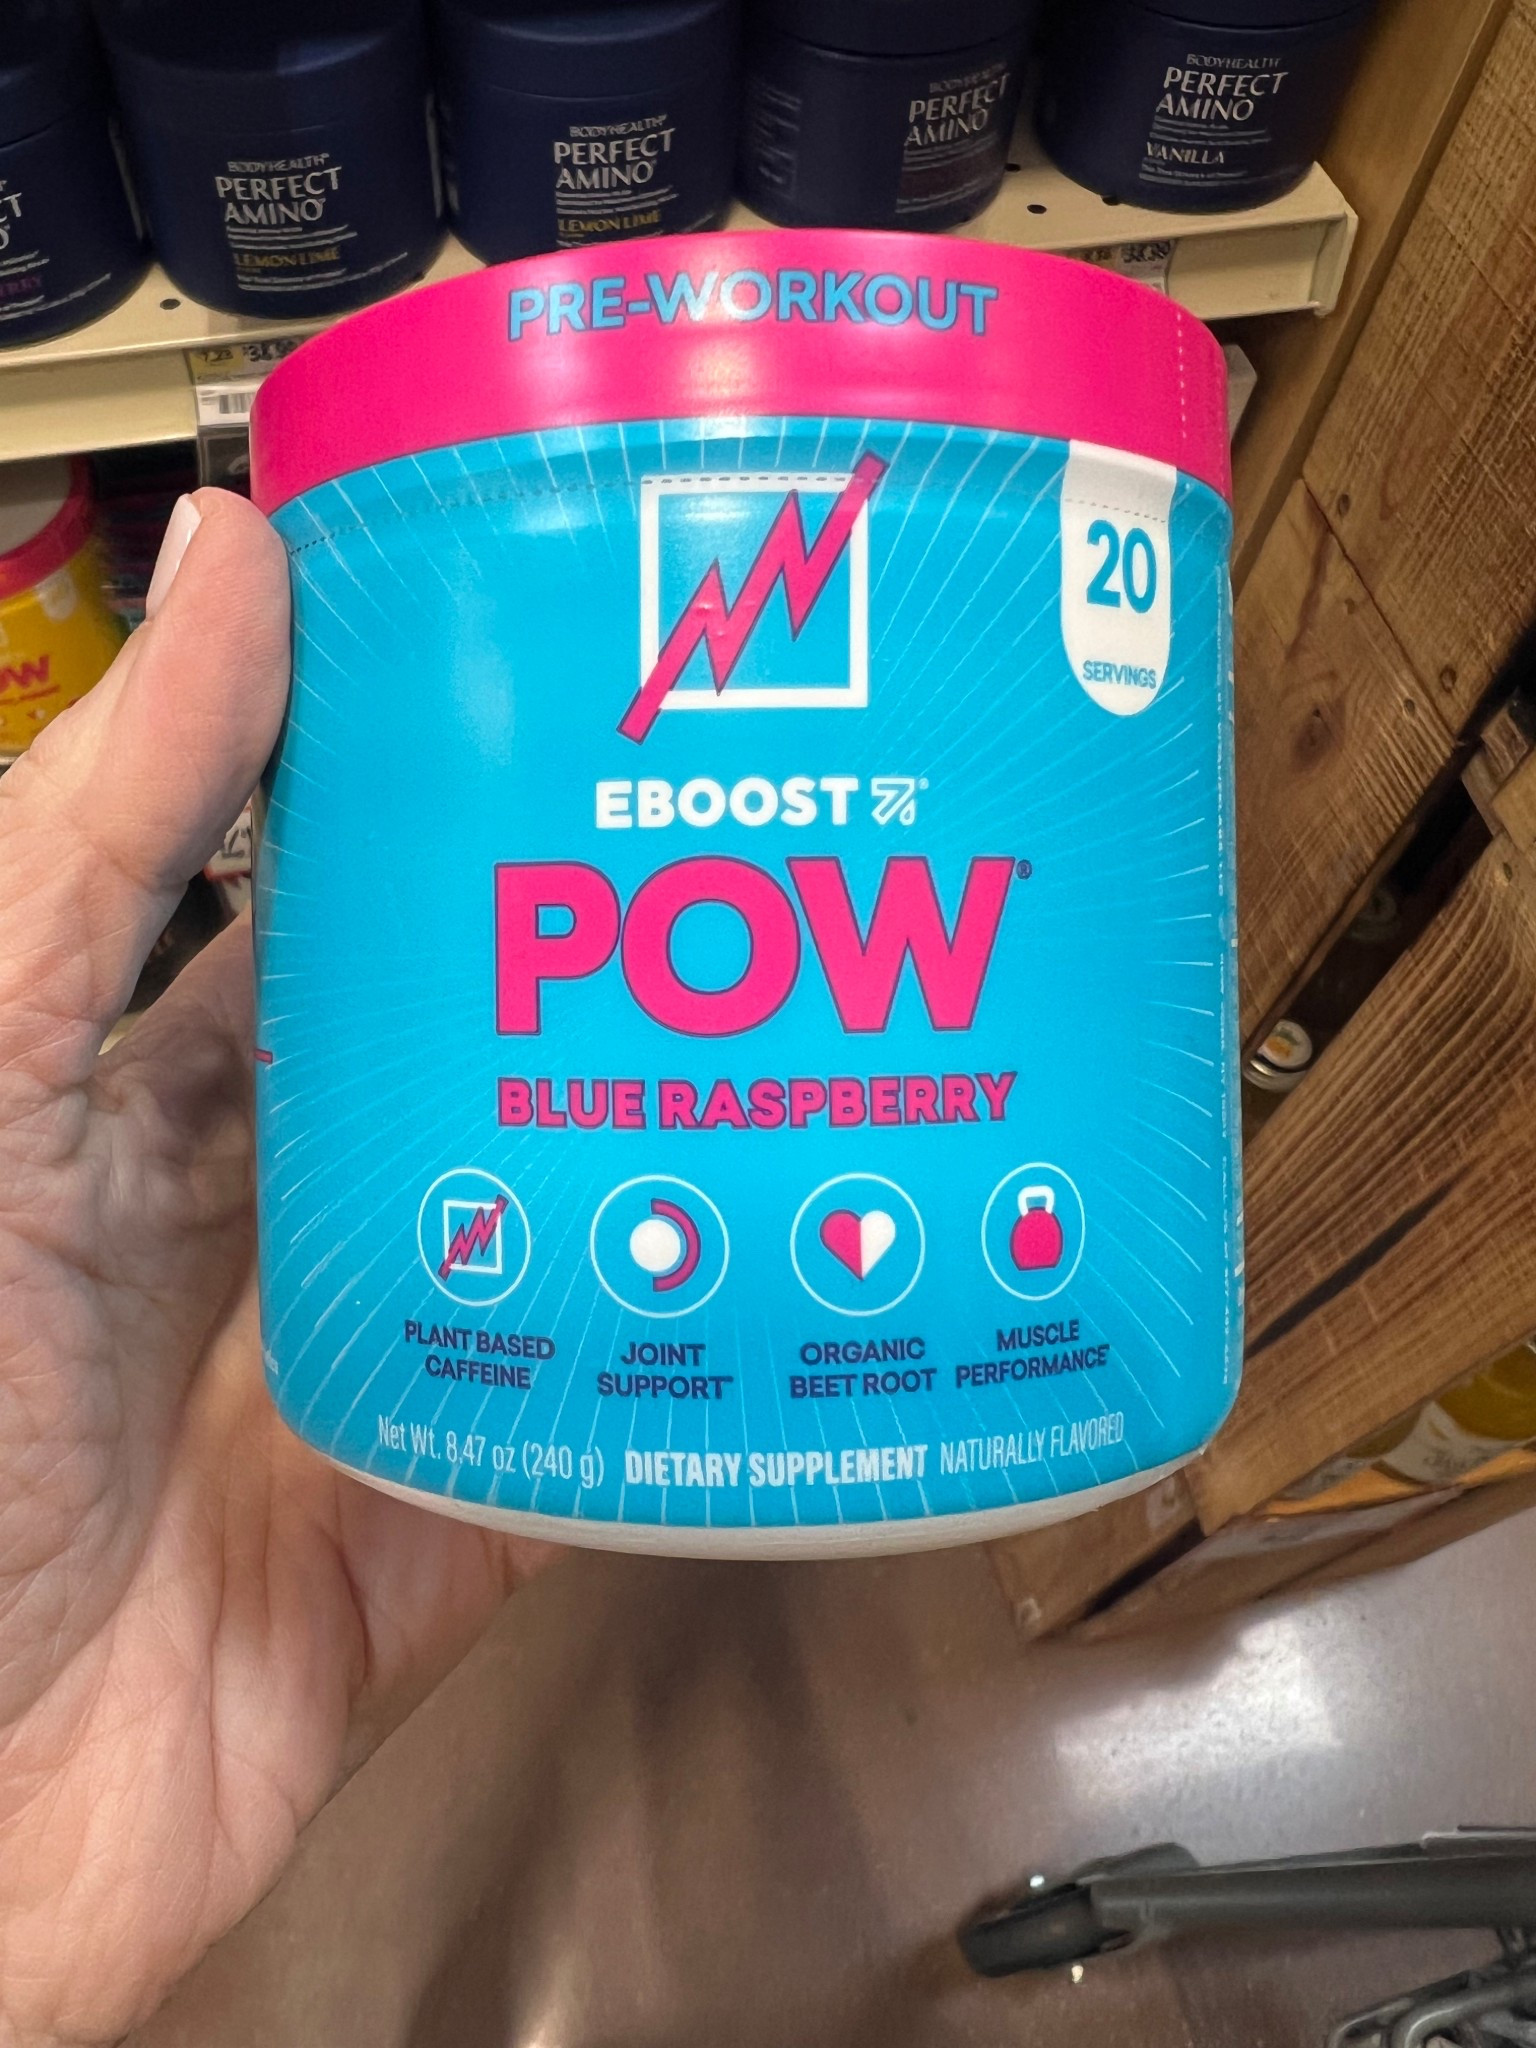 BODYHEALTH®
PERFECT
AMINO®
LEMON LIME
BODYHEALTH®
PERFECT
AMINO®
LEMON LIME
BODYHEALTH
PERFECT
AMINO
BODYHEALTH
PERFECT
AMINO
VANILLA
PRE-WORKOUT
20
SERVINGS
EBOOST
POW®
BLUE RASPBERRY
PLANT BASED
CAFFEINE
JOINT
SUPPORT
ORGANIC
BEET ROOT
MUSCLE
PERFORMANCE
Net Wt. 8.47 oz (240 g) DIETARY SUPPLEMENT NATURALLY FLAVORED